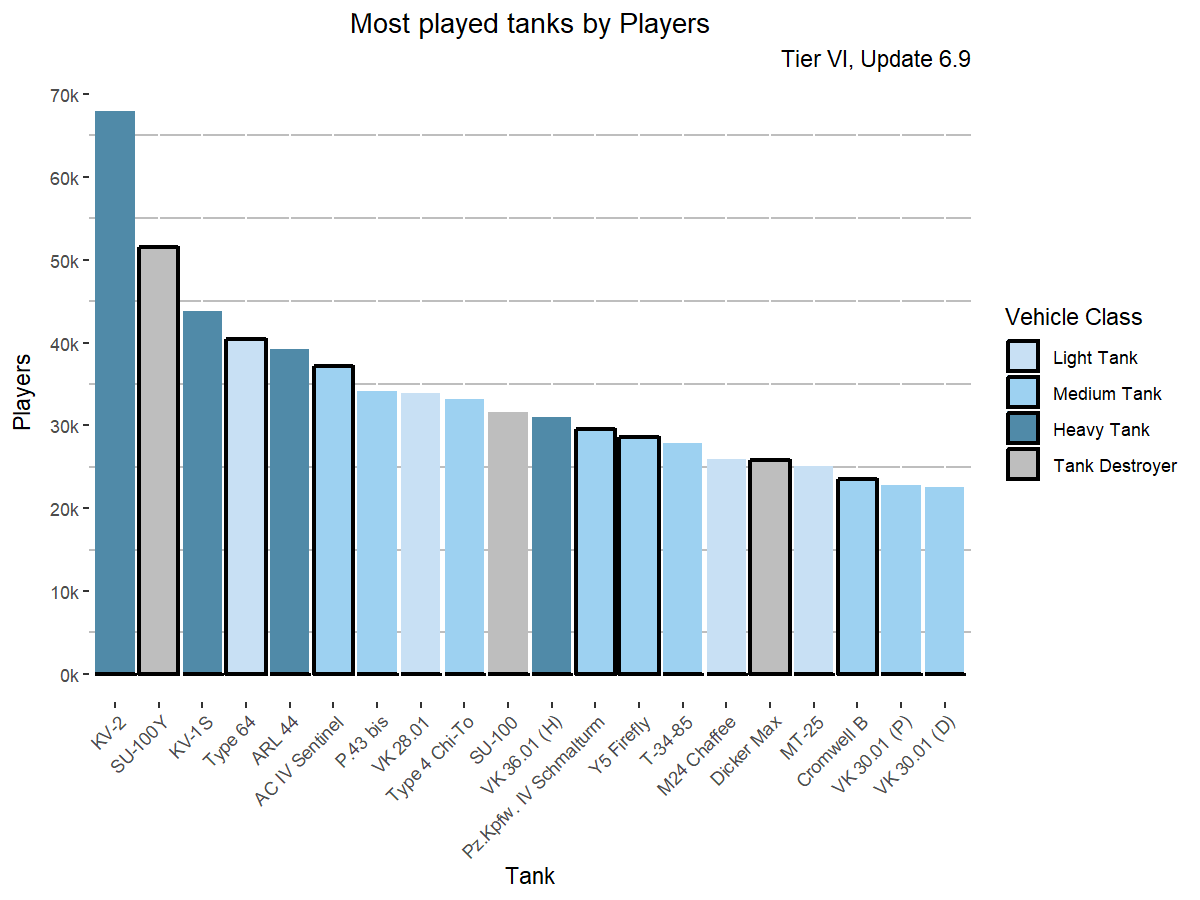 Most played tanks by Players
Tier VI, Update 6.9
70k
60k
50k
40k
30k
20k
10k
0k
Players
KV-2
SU-100Y
KV-1S
Type 64
ARL 44
AC IV Sentinel
P.43 bis
VK 28.01
Type 4 Chi-To
SU-100
VK 36.01 (H)
Pz.Kpfw. IV Schmalturm
Y5 Firefly
T-34-85
M24 Chaffee
Dicker Max
MT-25
Cromwell B
VK 30.01 (P)
VK 30.01 (D)
Tank
Vehicle Class
Light Tank
Medium Tank
Heavy Tank
Tank Destroyer